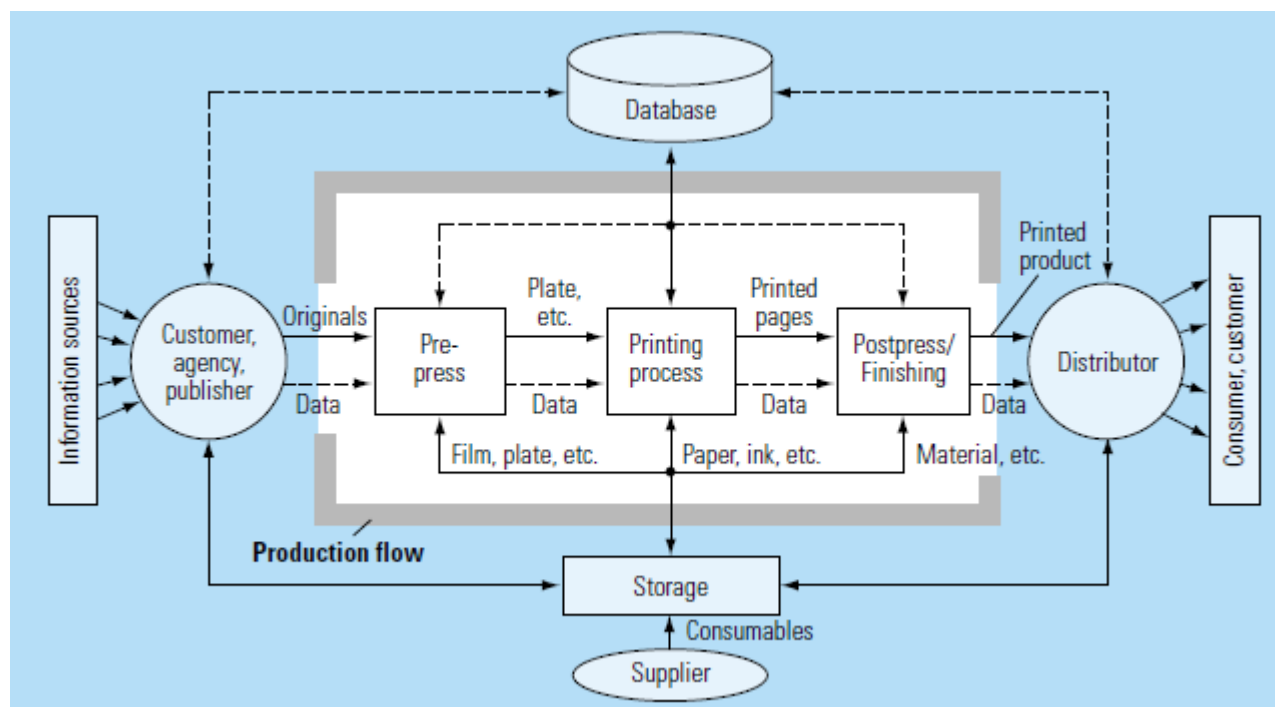 Database
Information sources
Customer,
agency,
publisher
Originals
Data
Pre-
press
Plate,
etc.
Data
Printing
process
Printed
pages
Data
Postpress/
Finishing
Printed
product
Data
Distributor
Consumer, customer
Film, plate, etc.
Paper, ink, etc.
Material, etc.
Production flow
Storage
Consumables
Supplier